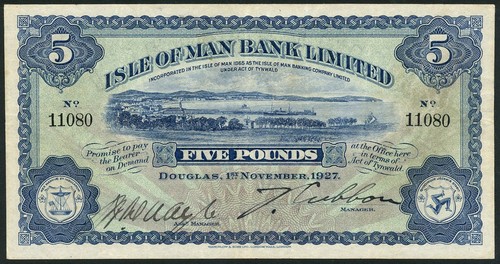 5 ISLE OF MAN BANK LIMITED 5
INCORPORATED IN THE ISLE OF MAN 1865 AS THE ISLE OF MAN BANKING COMPANY LIMITED
UNDER ACT OF TYNWALD
No 11080
No 11080
Promise to pay
the Bearer
on Demand
at the Office here
in terms of
Act of Tynwald.
FIVE POUNDS
DOUGLAS, 1st NOVEMBER, 1927.
MANAGER.